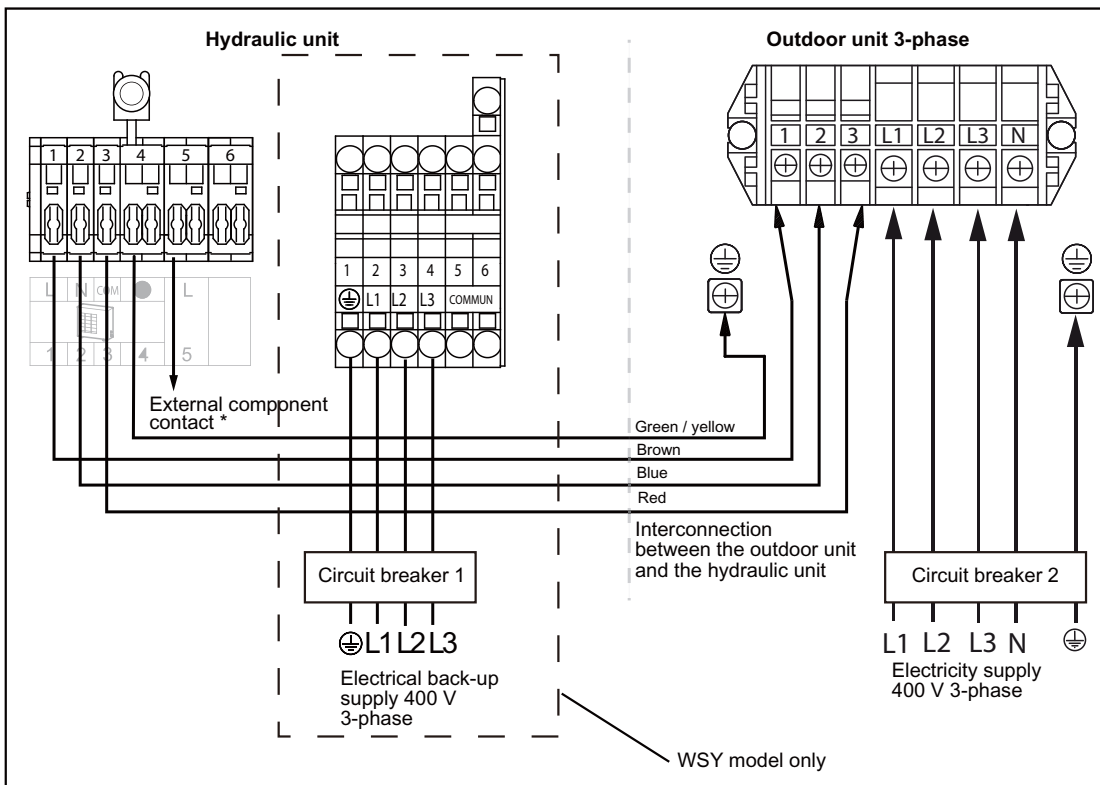 Hydraulic unit
Outdoor unit 3-phase
1 2 3 4 5 6
1 2 3 L1 L2 L3 N
L N COM L
1 2 3 4 5
1 2 3 4 5 6
L1 L2 L3 COMMUN
External component
contact *
Green / yellow
Brown
Blue
Red
Interconnection
between the outdoor unit
and the hydraulic unit
Circuit breaker 1
Circuit breaker 2
L1 L2 L3
L1 L2 L3 N
Electrical back-up
supply 400 V
3-phase
Electricity supply
400 V 3-phase
WSY model only